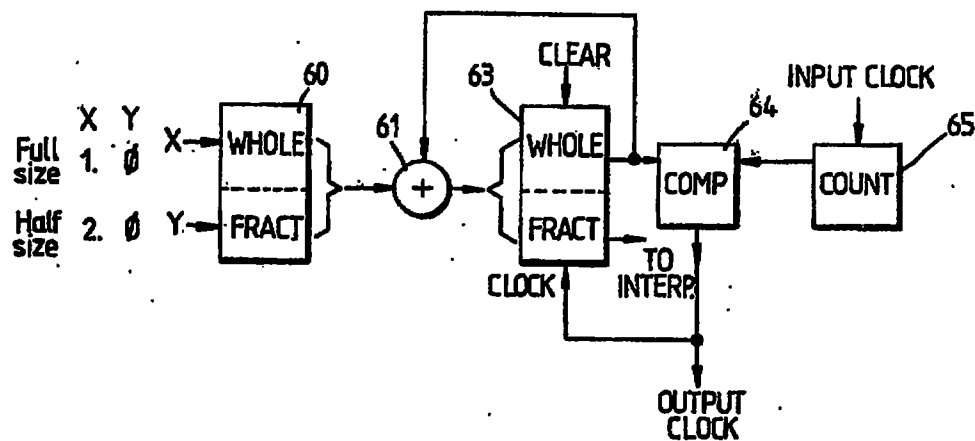 60
63
CLEAR
INPUT CLOCK
64
65
X Y
Full size 1. Ø
X
WHOLE
61
+
WHOLE
COMP
COUNT
Half size 2. Ø
Y
FRACT
FRACT
TO INTERP.
CLOCK
OUTPUT CLOCK